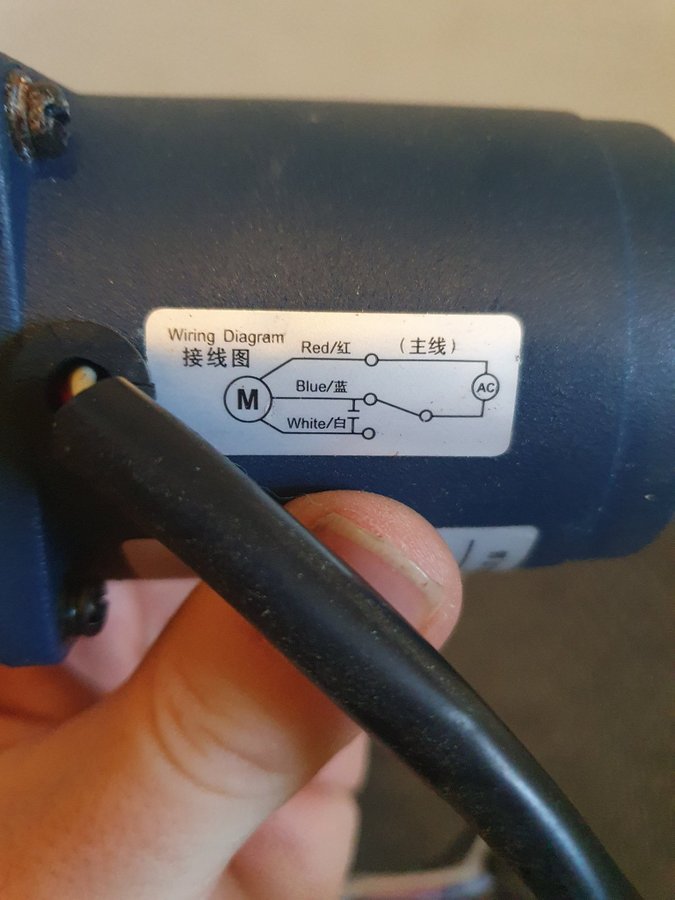 Wiring Diagram
接线图
Red/红 (主线)
M
Blue/蓝
AC
White/白